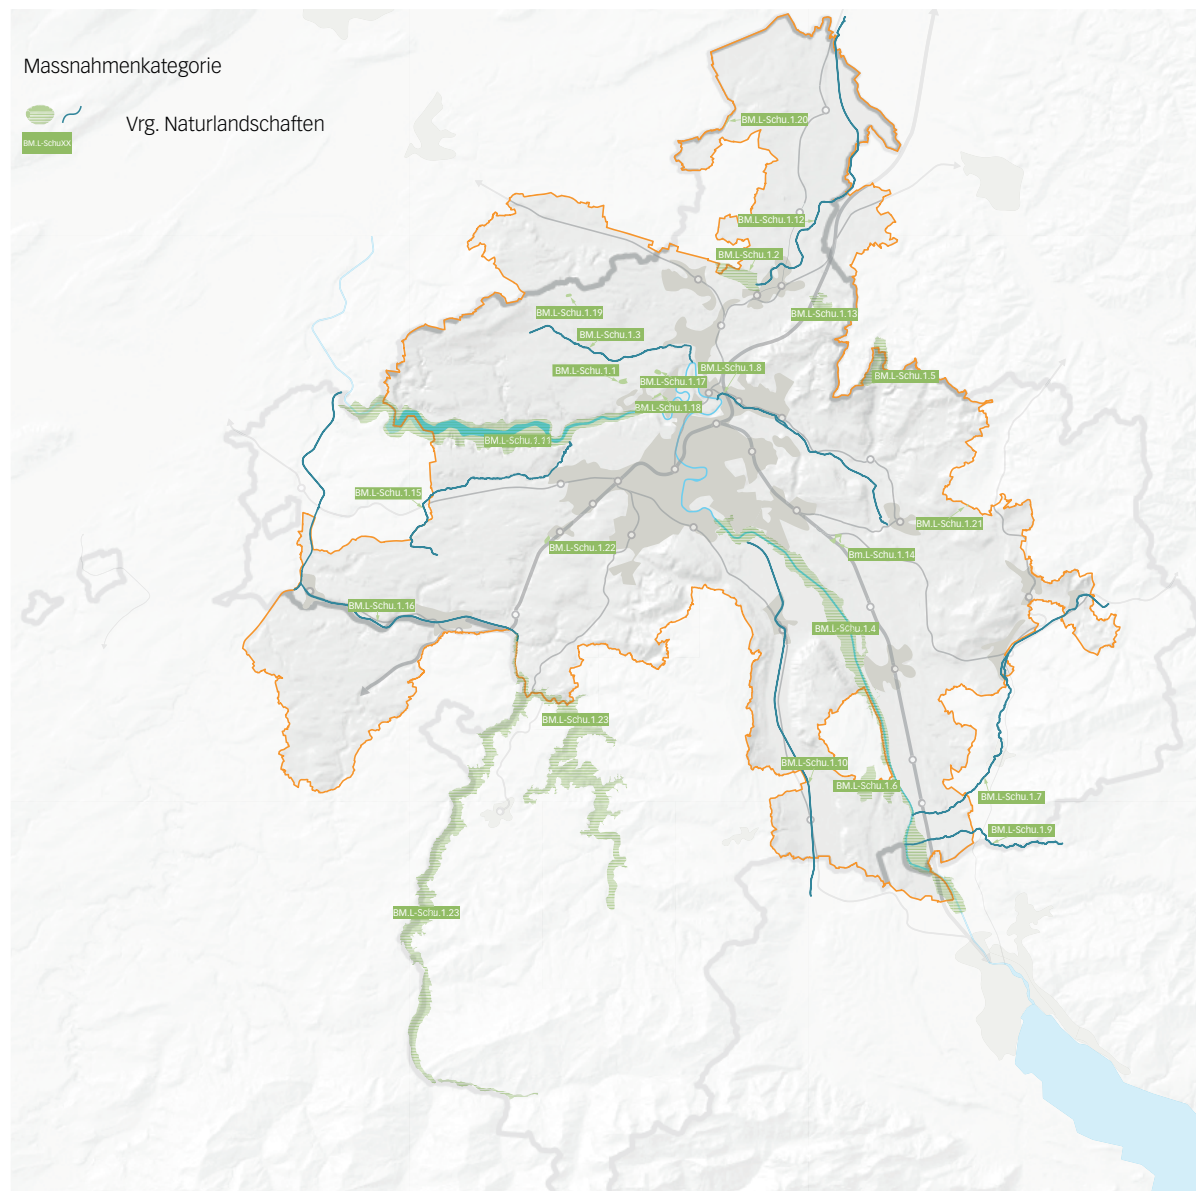 Massnahmenkategorie
Vrg. Naturlandschaften
BM.L-SchuXX
BM.L-Schu.1.20
BM.L-Schu.1.12
BM.L-Schu.1.2
BM.L-Schu.1.19
BM.L-Schu.1.13
BM.L-Schu.1.3
BM.L-Schu.1.1
BM.L-Schu.1.8
BM.L-Schu.1.17
BM.L-Schu.1.5
BM.L-Schu.1.18
BM.L-Schu.1.11
BM.L-Schu.1.15
BM.L-Schu.1.21
BM.L-Schu.1.22
Bm.L-Schu.1.14
BM.L-Schu.1.16
BM.L-Schu.1.4
BM.L-Schu.1.23
BM.L-Schu.1.10
BM.L-Schu.1.6
BM.L-Schu.1.7
BM.L-Schu.1.9
BM.L-Schu.1.23